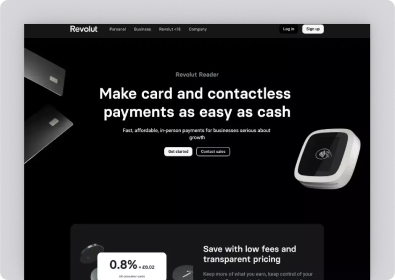 Revolut
Personal
Business
Revolut <18
Company
Log in
Sign up
Revolut Reader
Make card and contactless
payments as easy as cash
Fast, affordable, in-person payments for businesses serious about
growth
Get started
Contact sales
0.8% + £0.02
Save with low fees and
transparent pricing
Keep more of what you earn, keep control of your